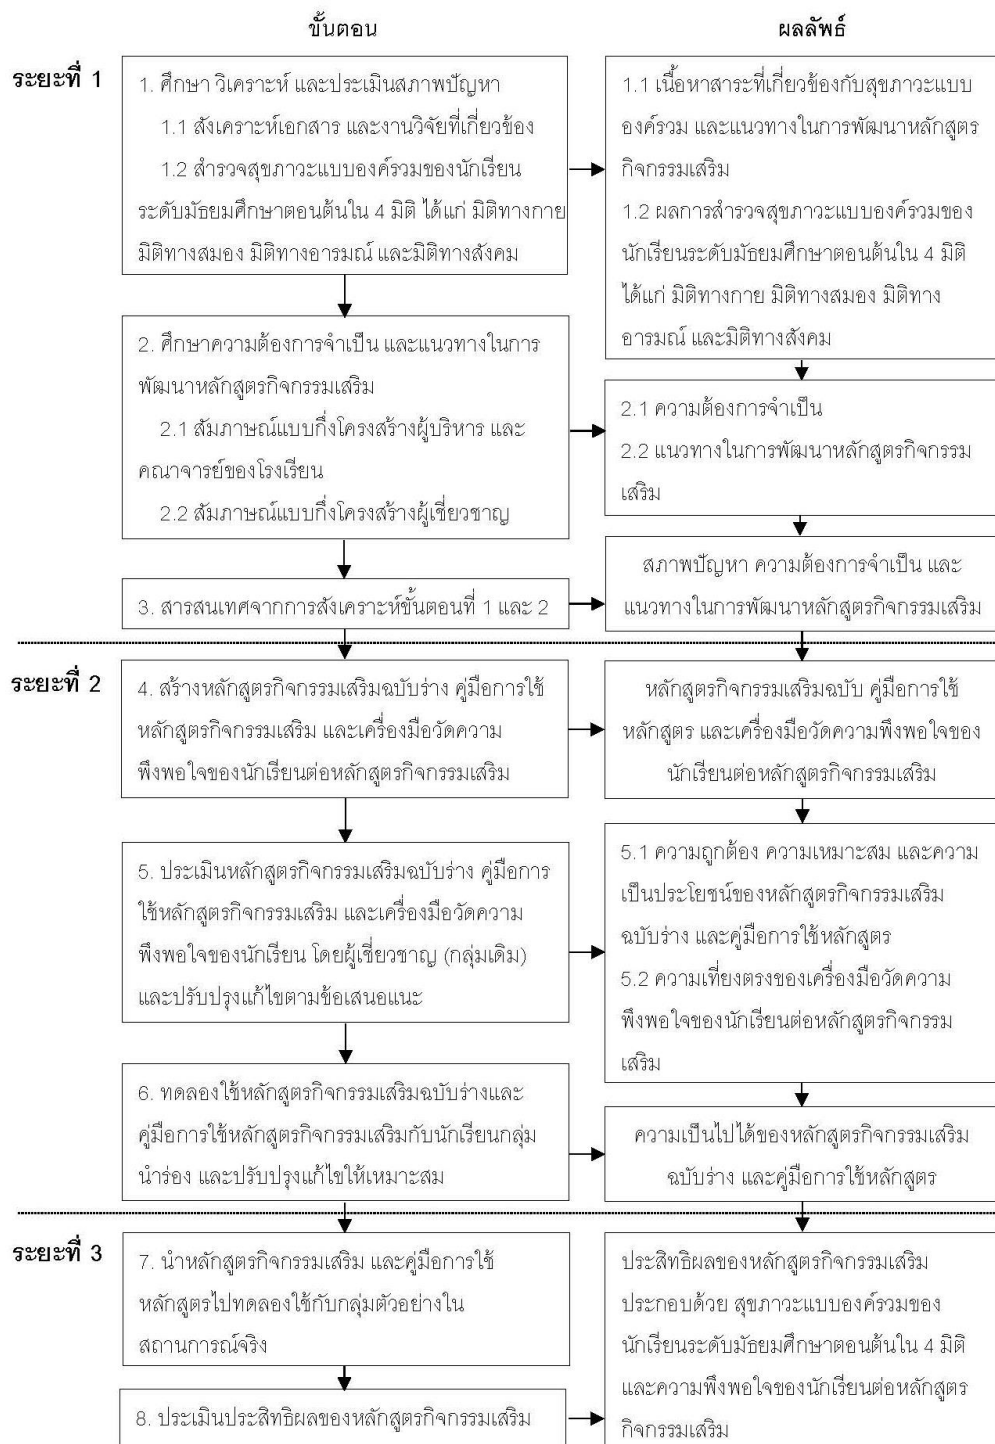 ขั้นตอน
ผลลัพธ์
ระยะที่ 1
1. ศึกษา วิเคราะห์ และประเมินสภาพปัญหา
1.1 สังเคราะห์เอกสาร และงานวิจัยที่เกี่ยวข้อง
1.2 สำรวจสุขภาวะแบบองค์รวมของนักเรียน
ระดับมัธยมศึกษาตอนต้นใน 4 มิติ ได้แก่ มิติทางกาย
มิติทางสมอง มิติทางอารมณ์ และมิติทางสังคม
1.1 เนื้อหาสาระที่เกี่ยวข้องกับสุขภาวะแบบ
องค์รวม และแนวทางในการพัฒนาหลักสูตร
กิจกรรมเสริม
1.2 ผลการสำรวจสุขภาวะแบบองค์รวมของ
นักเรียนระดับมัธยมศึกษาตอนต้นใน 4 มิติ
ได้แก่ มิติทางกาย มิติทางสมอง มิติทาง
อารมณ์ และมิติทางสังคม
2. ศึกษาความต้องการจำเป็น และแนวทางในการ
พัฒนาหลักสูตรกิจกรรมเสริม
2.1 สัมภาษณ์แบบกึ่งโครงสร้างผู้บริหาร และ
คณาจารย์ของโรงเรียน
2.2 สัมภาษณ์แบบกึ่งโครงสร้างผู้เชี่ยวชาญ
2.1 ความต้องการจำเป็น
2.2 แนวทางในการพัฒนาหลักสูตรกิจกรรม
เสริม
3. สารสนเทศจากการสังเคราะห์ขั้นตอนที่ 1 และ 2
สภาพปัญหา ความต้องการจำเป็น และ
แนวทางในการพัฒนาหลักสูตรกิจกรรมเสริม
ระยะที่ 2
4. สร้างหลักสูตรกิจกรรมเสริมฉบับร่าง คู่มือการใช้
หลักสูตรกิจกรรมเสริม และเครื่องมือวัดความ
พึงพอใจของนักเรียนต่อหลักสูตรกิจกรรมเสริม
หลักสูตรกิจกรรมเสริมฉบับ คู่มือการใช้
หลักสูตร และเครื่องมือวัดความพึงพอใจของ
นักเรียนต่อหลักสูตรกิจกรรมเสริม
5. ประเมินหลักสูตรกิจกรรมเสริมฉบับร่าง คู่มือการ
ใช้หลักสูตรกิจกรรมเสริม และเครื่องมือวัดความ
พึงพอใจของนักเรียน โดยผู้เชี่ยวชาญ (กลุ่มเดิม)
และปรับปรุงแก้ไขตามข้อเสนอแนะ
5.1 ความถูกต้อง ความเหมาะสม และความ
เป็นประโยชน์ของหลักสูตรกิจกรรมเสริม
ฉบับร่าง และคู่มือการใช้หลักสูตร
5.2 ความเที่ยงตรงของเครื่องมือวัดความ
พึงพอใจของนักเรียนต่อหลักสูตรกิจกรรม
เสริม
6. ทดลองใช้หลักสูตรกิจกรรมเสริมฉบับร่างและ
คู่มือการใช้หลักสูตรกิจกรรมเสริมกับนักเรียนกลุ่ม
นำร่อง และปรับปรุงแก้ไขให้เหมาะสม
ความเป็นไปได้ของหลักสูตรกิจกรรมเสริม
ฉบับร่าง และคู่มือการใช้หลักสูตร
ระยะที่ 3
7. นำหลักสูตรกิจกรรมเสริม และคู่มือการใช้
หลักสูตรไปทดลองใช้กับกลุ่มตัวอย่างใน
สถานการณ์จริง
8. ประเมินประสิทธิผลของหลักสูตรกิจกรรมเสริม
ประสิทธิผลของหลักสูตรกิจกรรมเสริม
ประกอบด้วย สุขภาวะแบบองค์รวมของ
นักเรียนระดับมัธยมศึกษาตอนต้นใน 4 มิติ
และความพึงพอใจของนักเรียนต่อหลักสูตร
กิจกรรมเสริม